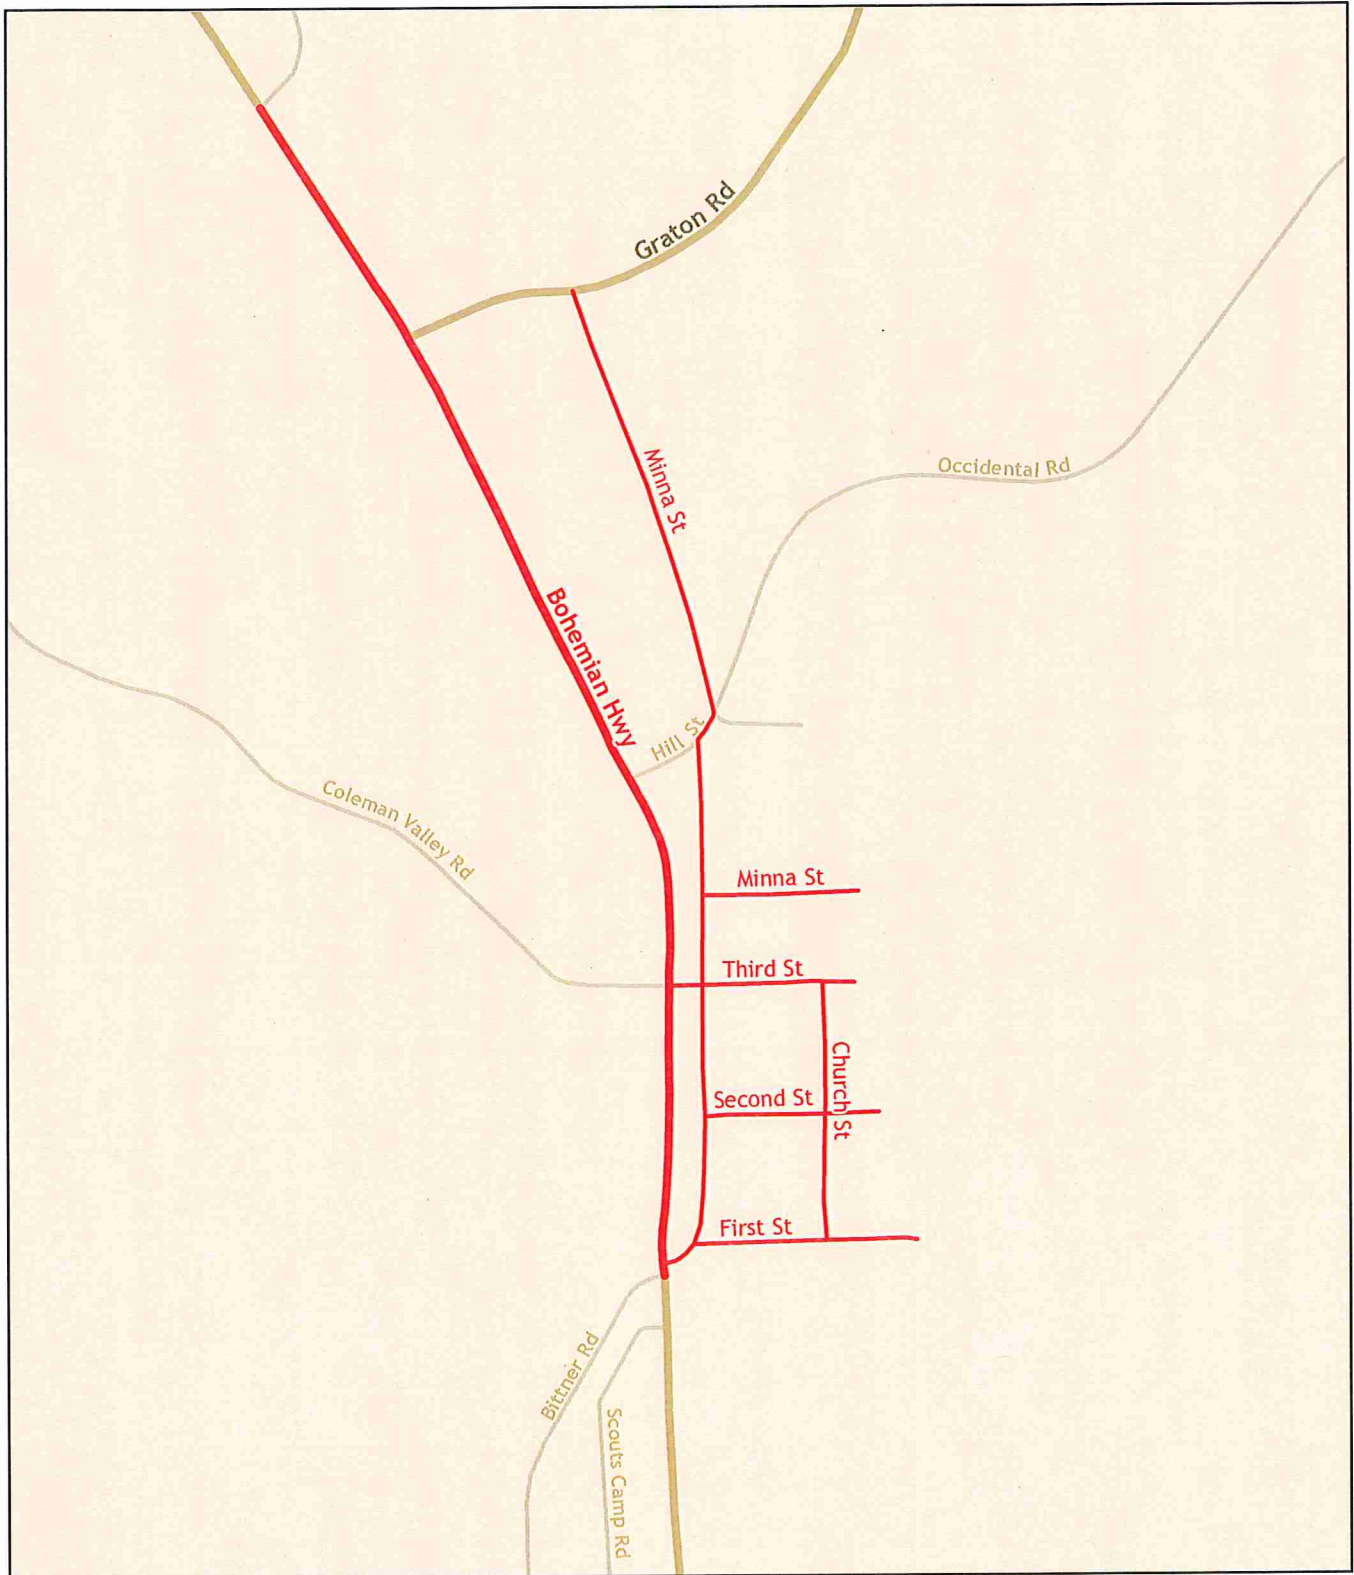 Graton Rd
Minna St
Occidental Rd
Bohemian Hwy
Hill St
Coleman Valley Rd
Minna St
Third St
Church St
Second St
First St
Bittner Rd
Scouts Camp Rd